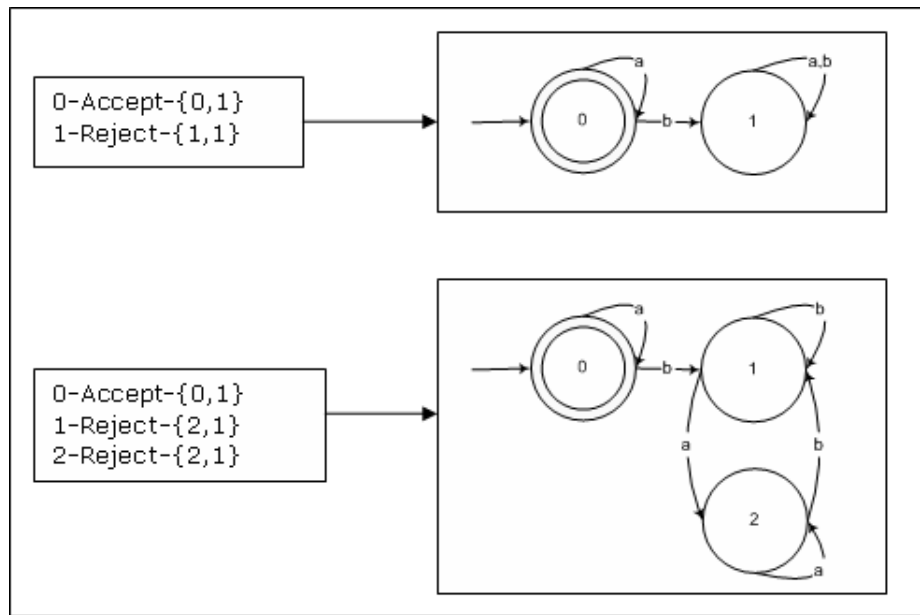 0-Accept-{0,1}
1-Reject-{1,1}
a
a,b
0
b
1
0-Accept-{0,1}
1-Reject-{2,1}
2-Reject-{2,1}
a
b
0
b
1
a
b
2
a